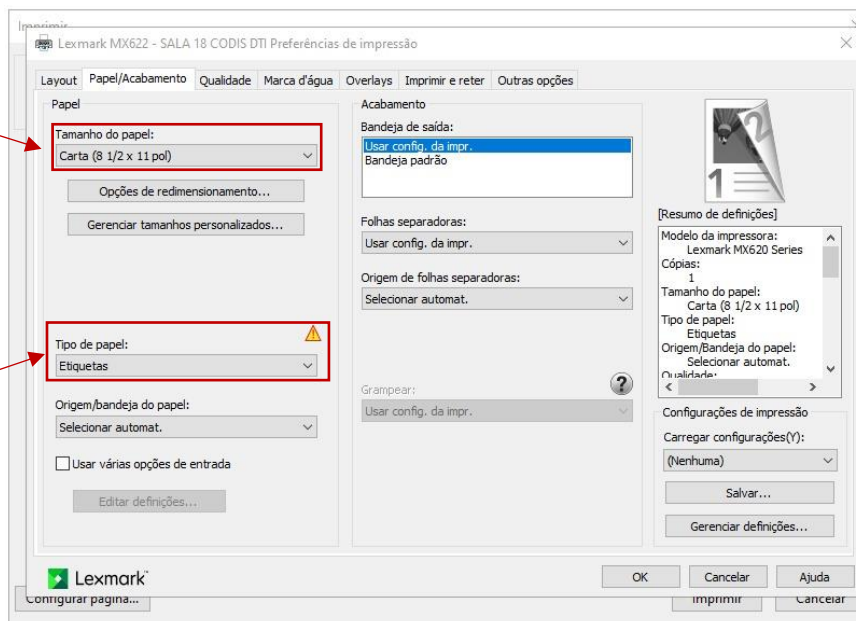 Imprimir
Lexmark MX622 - SALA 18 CODIS DTI Preferências de impressão
Layout Papel/Acabamento Qualidade Marca d'água Overlays Imprimir e reter Outras opções
Papel
Tamanho do papel:
Carta (8 1/2 x 11 pol)
Opções de redimensionamento...
Gerenciar tamanhos personalizados...
Tipo de papel:
Etiquetas
Origem/bandeja do papel:
Selecionar automat.
Usar várias opções de entrada
Editar definições...
Acabamento
Bandeja de saída:
Usar config. da impr.
Bandeja padrão
Folhas separadoras:
Usar config. da impr.
Origem de folhas separadoras:
Selecionar automat.
Grampear:
?
Usar config. da impr.
1 2
[Resumo de definições]
Modelo da impressora:
Lexmark MX620 Series
Cópias:
1
Tamanho do papel:
Carta (8 1/2 x 11 pol)
Tipo de papel:
Etiquetas
Origem/Bandeja do papel:
Selecionar automat.
Qualidade:
Configurações de impressão
Carregar configurações(Y):
(Nenhuma)
Salvar...
Gerenciar definições...
Lexmark™
OK Cancelar Ajuda
Configurar página... Imprimir Cancelar